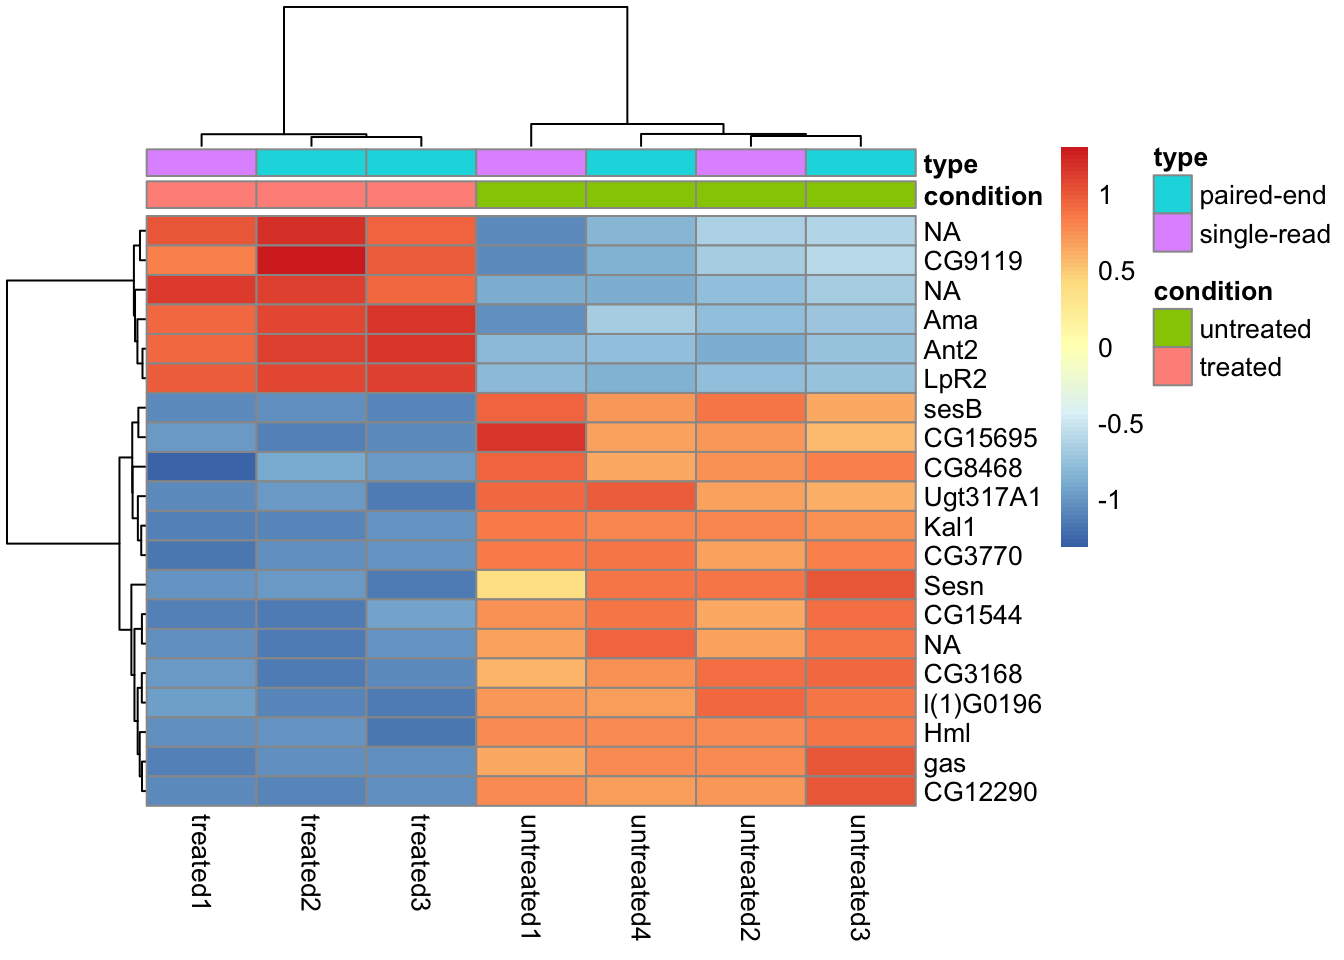 type
condition
NA
CG9119
NA
Ama
Ant2
LpR2
sesB
CG15695
CG8468
Ugt317A1
Kal1
CG3770
Sesn
CG1544
NA
CG3168
l(1)G0196
Hml
gas
CG12290
treated1
treated2
treated3
untreated1
untreated4
untreated2
untreated3
1
0.5
0
-0.5
-1
type
paired-end
single-read
condition
untreated
treated